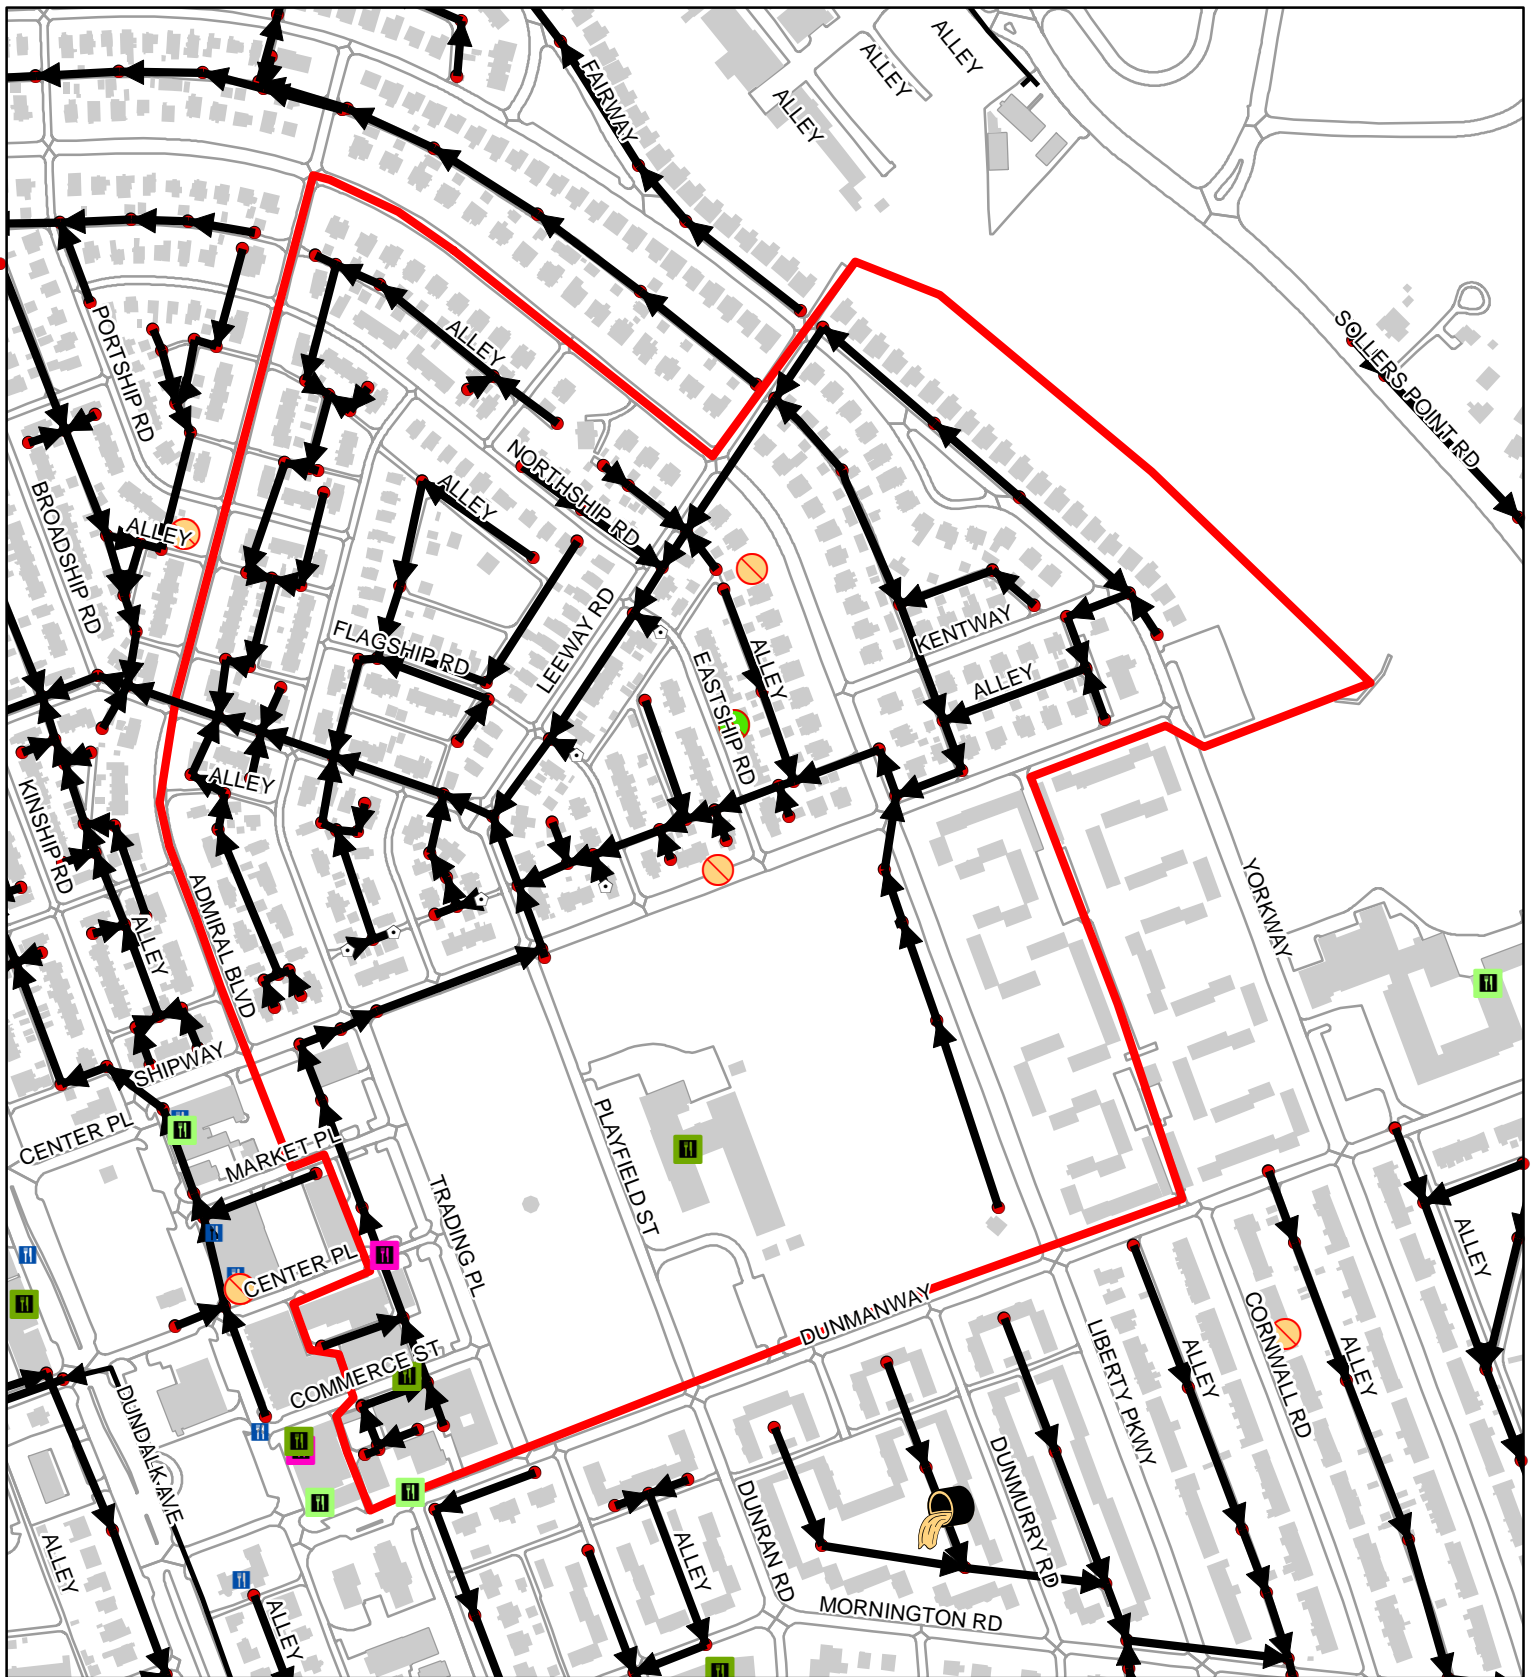 ALLEY
ALLEY
ALLEY
FAIRWAY
PORTSHIP RD
ALLEY
SOLLERS POINT RD
NORTHSHIP RD
ALLEY
BROADSHIP RD
ALLEY
FLAGSHIP RD
LEEWAY RD
KENTWAY
EASTSHIP RD
ALLEY
ALLEY
ALLEY
KINSHIP RD
ADMIRAL BLVD
YORKWAY
ALLEY
SHIPWAY
CENTER PL
MARKET PL
PLAYFIELD ST
TRADING PL
CENTER PL
ALLEY
DUNMANWAY
COMMERCE ST
LIBERTY PKWY
ALLEY
CORNWALL RD
ALLEY
DUNDALK AVE
DUNMURRY RD
DUNRAN RD
ALLEY
ALLEY
ALLEY
MORNINGTON RD